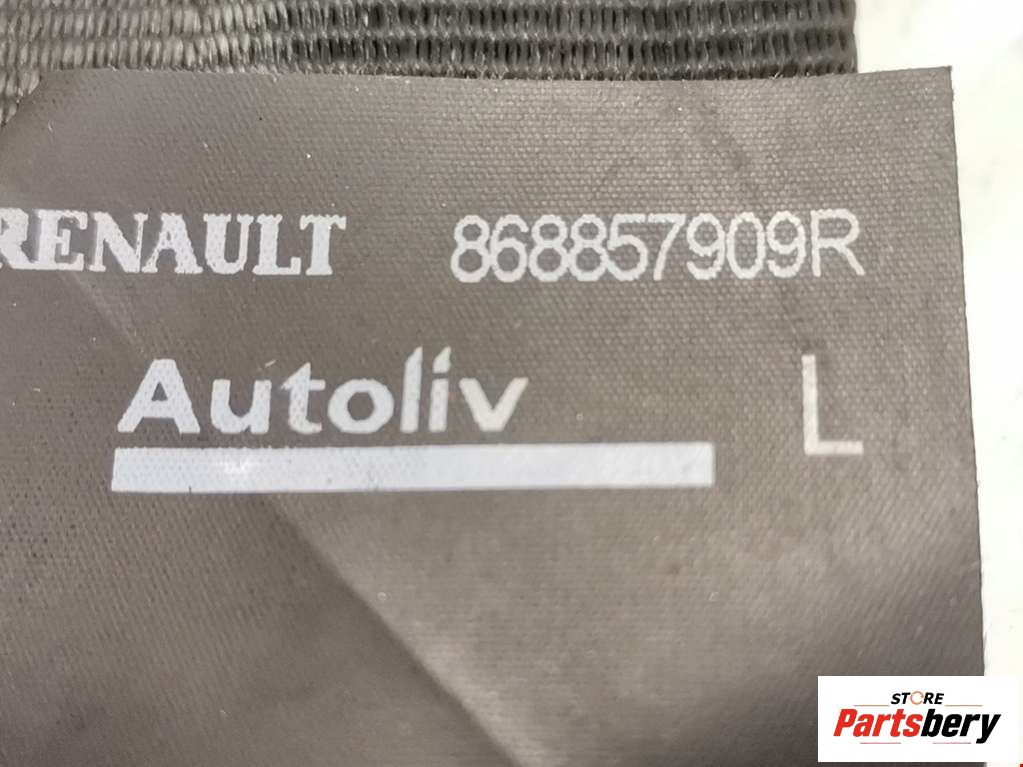 RENAULT 868857909R
Autoliv L
STORE
Partsbery